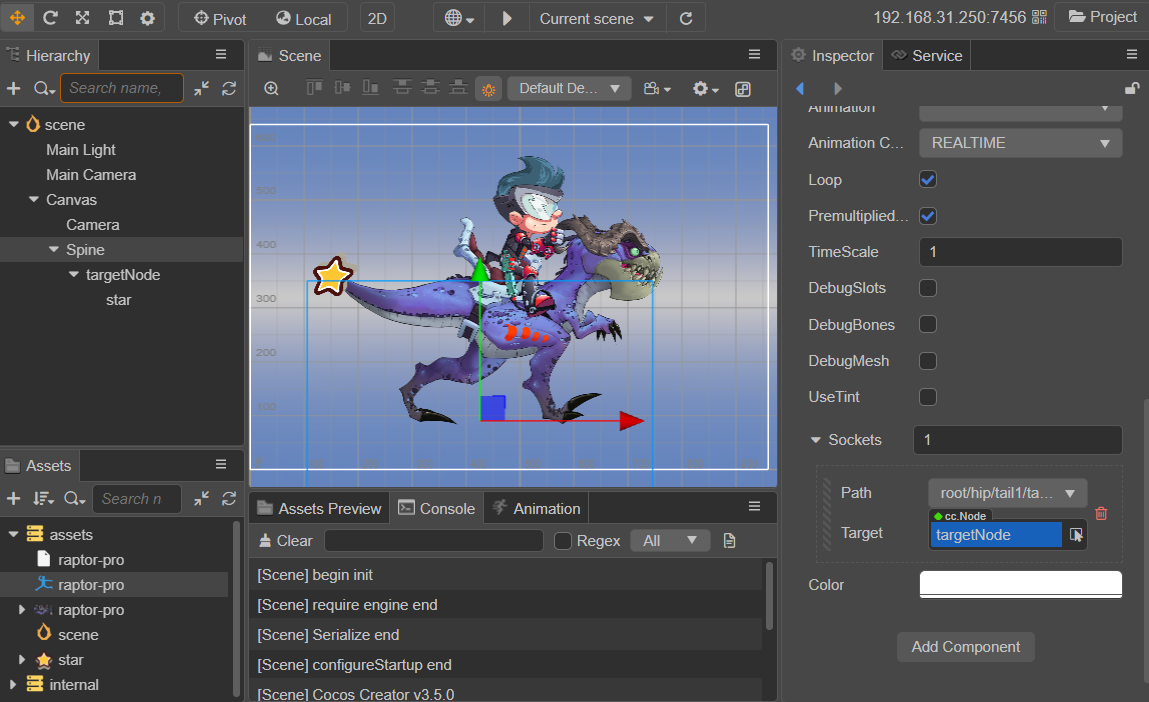 Pivot Local 2D Current scene 192.168.31.250:7456 Project
Hierarchy
Search name,
scene
Main Light
Main Camera
Canvas
Camera
Spine
targetNode
star
Assets
Search n
assets
raptor-pro
raptor-pro
raptor-pro
scene
star
internal
Scene
Default De...
500
400
300
200
100
Assets Preview Console Animation
Clear Regex All
[Scene] begin init
[Scene] require engine end
[Scene] Serialize end
[Scene] configureStartup end
[Scene] Cocos Creator v3.5.0
Inspector Service
Animation
Animation C... REALTIME
Loop
Premultiplied...
TimeScale 1
DebugSlots
DebugBones
DebugMesh
UseTint
Sockets 1
Path root/hip/tail1/ta...
cc.Node
Target targetNode
Color
Add Component